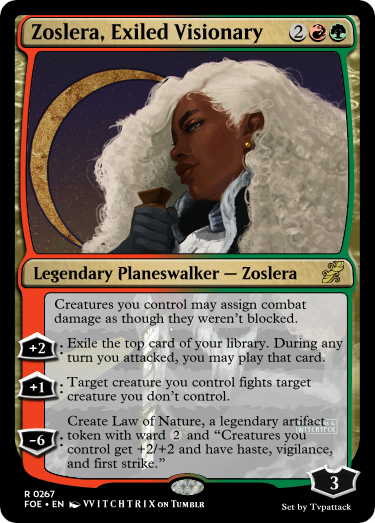 Zoslera, Exiled Visionary 2
Legendary Planeswalker — Zoslera
Creatures you control may assign combat
damage as though they weren't blocked.
+2: Exile the top card of your library. During any
turn you attacked, you may play that card.
+1: Target creature you control fights target
creature you don't control.
-6: Create Law of Nature, a legendary artifact
token with ward 2 and “Creatures you
control get +2/+2 and have haste, vigilance,
and first strike.”
WITCHTRIX
3
R 0267
FOE • EN VVITCHTRIX ON TUMBLR
Set by Tvpattack